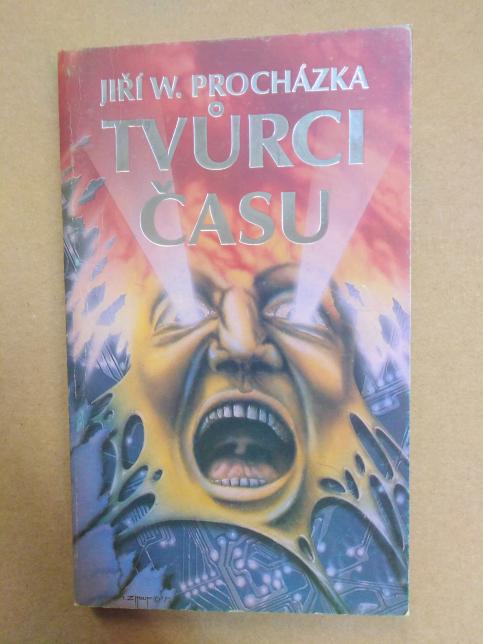 JIŘÍ W. PROCHÁZKA
TVŮRCI
ČASU